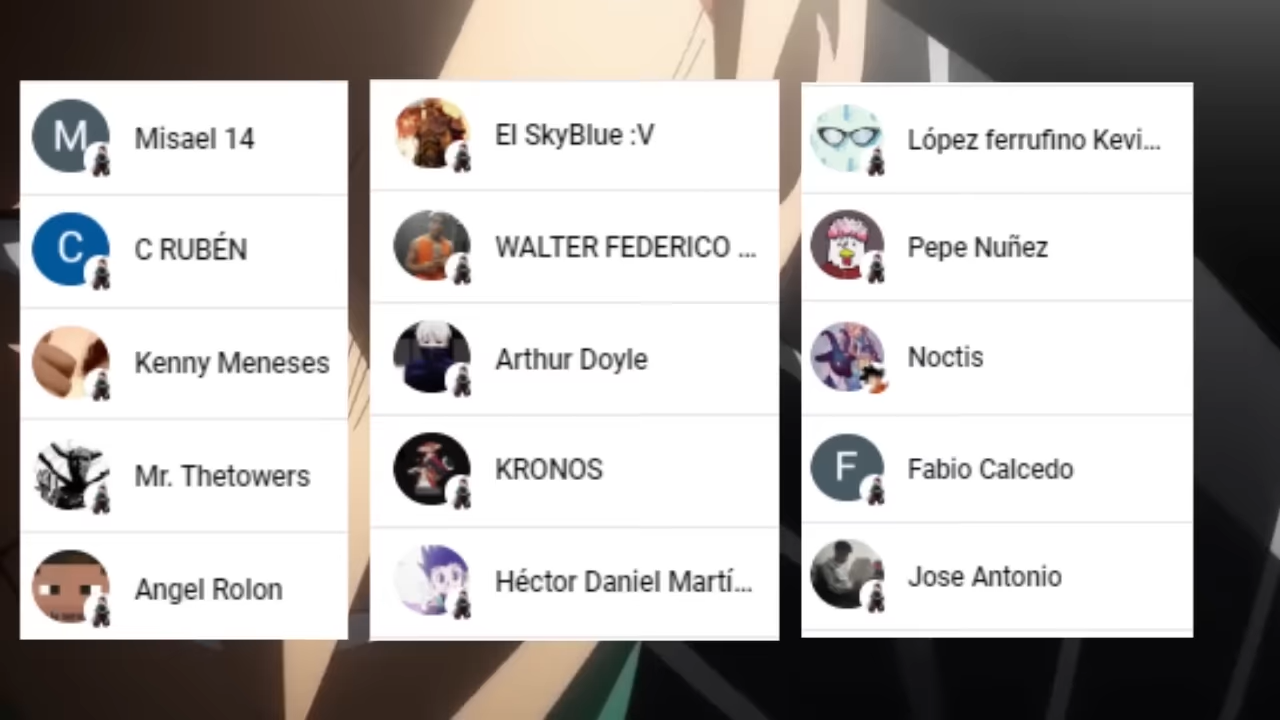 M
Misael 14
C
C RUBÉN
Kenny Meneses
Mr. Thetowers
Angel Rolon
El SkyBlue :V
WALTER FEDERICO ...
Arthur Doyle
KRONOS
Héctor Daniel Martí...
López ferrufino Kevi...
Pepe Nuñez
Noctis
F
Fabio Calcedo
Jose Antonio